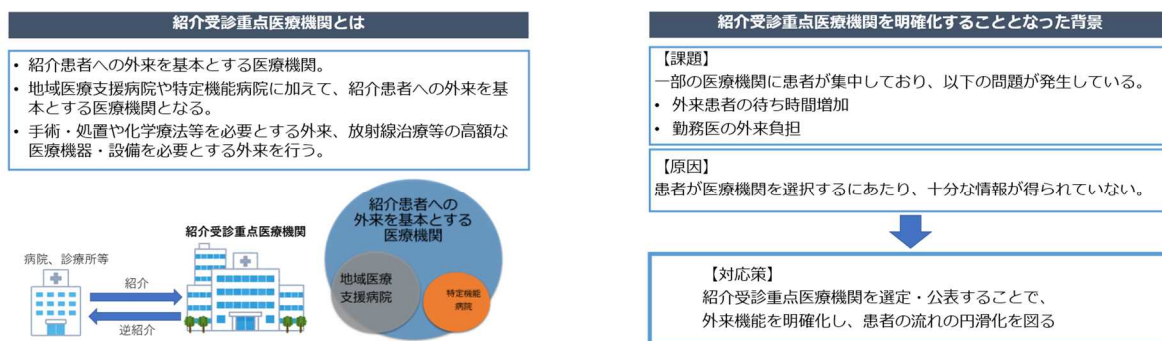 紹介受診重点医療機関とは
• 紹介患者への外来を基本とする医療機関。
• 地域医療支援病院や特定機能病院に加えて、紹介患者への外来を基
本とする医療機関となる。
• 手術・処置や化学療法等を必要とする外来、放射線治療等の高額な
医療機器・設備を必要とする外来を行う。
病院、診療所等
紹介
逆紹介
紹介受診重点医療機関
紹介患者への
外来を基本とする
医療機関
地域医療
支援病院
特定機能
病院
紹介受診重点医療機関を明確化することとなった背景
【課題】
一部の医療機関に患者が集中しており、以下の問題が発生している。
• 外来患者の待ち時間増加
• 勤務医の外来負担
【原因】
患者が医療機関を選択するにあたり、十分な情報が得られていない。
【対応策】
紹介受診重点医療機関を選定・公表することで、
外来機能を明確化し、患者の流れの円滑化を図る